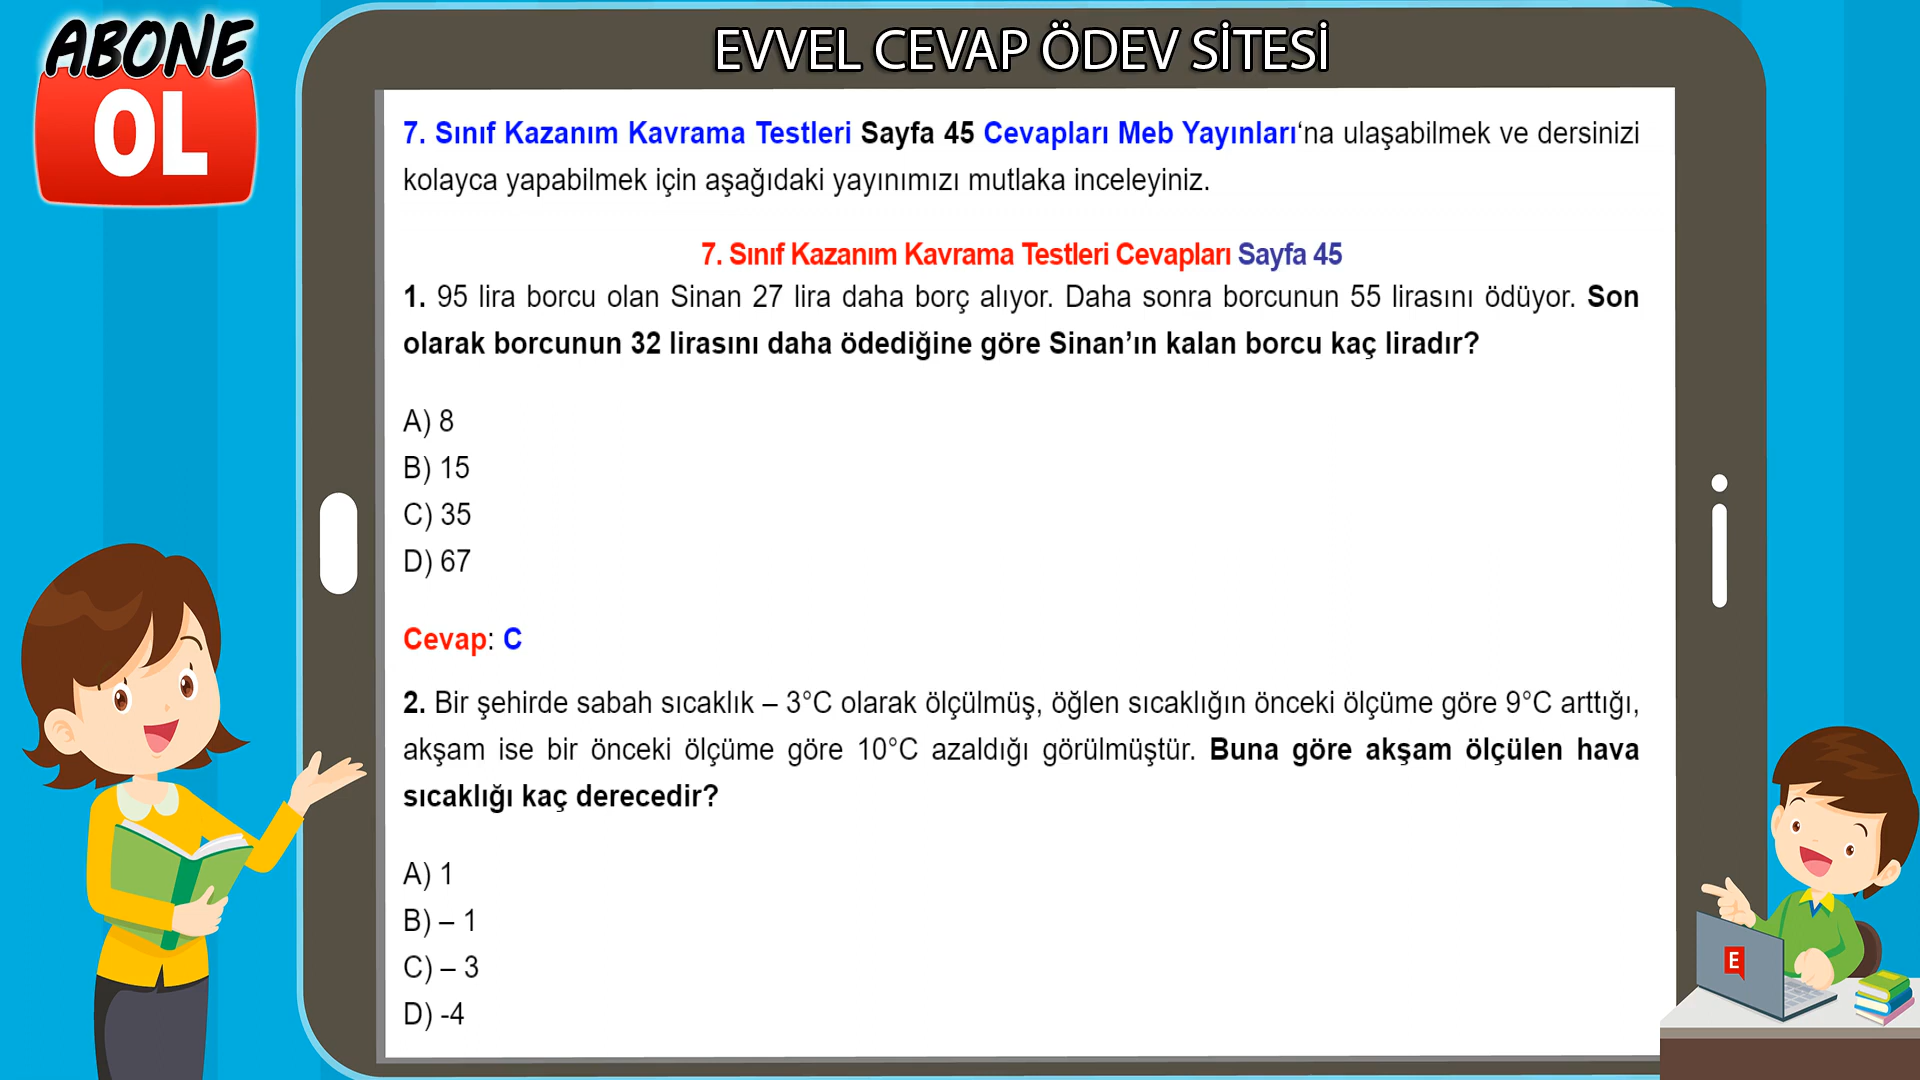 ABONE
OL
EVVEL CEVAP ÖDEV SİTESİ
7. Sınıf Kazanım Kavrama Testleri Sayfa 45 Cevapları Meb Yayınları‘na ulaşabilmek ve dersinizi
kolayca yapabilmek için aşağıdaki yayınımızı mutlaka inceleyiniz.
7. Sınıf Kazanım Kavrama Testleri Cevapları Sayfa 45
1. 95 lira borcu olan Sinan 27 lira daha borç alıyor. Daha sonra borcunun 55 lirasını ödüyor. Son
olarak borcunun 32 lirasını daha ödediğine göre Sinan’ın kalan borcu kaç liradır?
A) 8
B) 15
C) 35
D) 67
Cevap: C
2. Bir şehirde sabah sıcaklık – 3°C olarak ölçülmüş, öğlen sıcaklığın önceki ölçüme göre 9°C arttığı,
akşam ise bir önceki ölçüme göre 10°C azaldığı görülmüştür. Buna göre akşam ölçülen hava
sıcaklığı kaç derecedir?
A) 1
B) – 1
C) – 3
D) -4
E